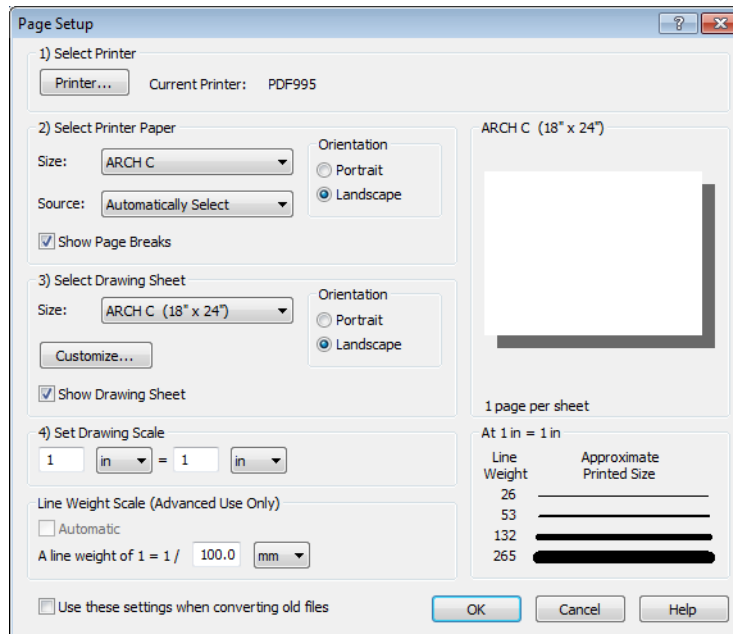 Page Setup
1) Select Printer
Printer... Current Printer: PDF995
2) Select Printer Paper
Size: ARCH C
Source: Automatically Select
Orientation
Portrait
Landscape
Show Page Breaks
3) Select Drawing Sheet
Size: ARCH C (18" x 24")
Orientation
Portrait
Landscape
Customize...
Show Drawing Sheet
4) Set Drawing Scale
1 in = 1 in
Line Weight Scale (Advanced Use Only)
Automatic
A line weight of 1 = 1 / 100.0 mm
ARCH C (18" x 24")
1 page per sheet
At 1 in = 1 in
Line Weight
Approximate Printed Size
26
53
132
265
Use these settings when converting old files
OK Cancel Help